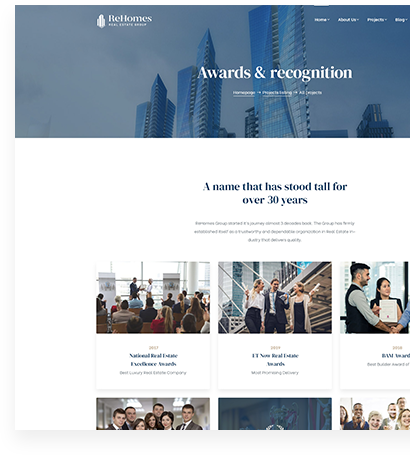 ReHomes
REAL ESTATE GROUP
Home
About Us
Projects
Blog
Awards & recognition
Homepage → Projects listing → All Projects
A name that has stood tall for
over 30 years
ReHomes Group started it's journey almost 3 decades back. The Group has firmly
established itself as a trustworthy and dependable organization in Real Estate in-
dustry that delivers quality.
2017
National Real Estate
Excellence Awards
Best Luxury Real Estate Company
2019
ET Now Real Estate
Awards
Most Promising Delivery
BAM Award
Best Builder Award of